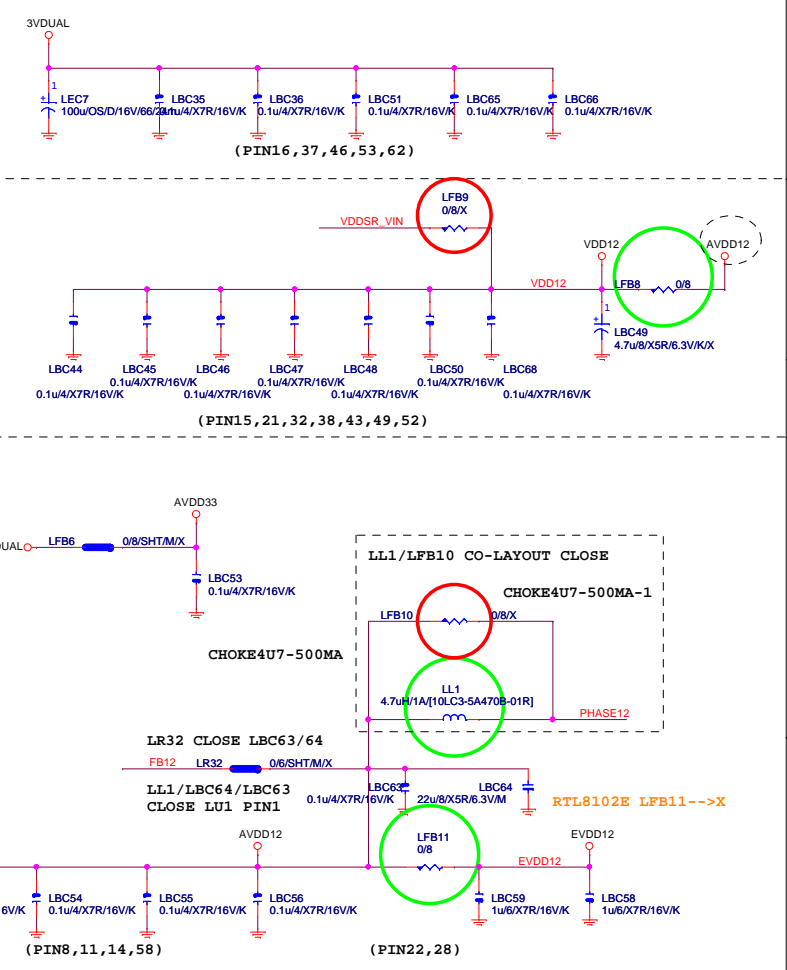 3VDUAL
1
LEC7
100u/OS/D/16V/66/
LBC35
0.1u/4/X7R/16V/K
LBC36
0.1u/4/X7R/16V/K
LBC51
0.1u/4/X7R/16V/K
LBC65
0.1u/4/X7R/16V/K
LBC66
0.1u/4/X7R/16V/K
(PIN16,37,46,53,62)
LFB9
0/8/X
VDDSR_VIN
VDD12
AVDD12
VDD12
LFB8
0/8
1
LBC49
4.7u/8/X5R/6.3V/K/X
LBC44
0.1u/4/X7R/16V/K
LBC45
0.1u/4/X7R/16V/K
LBC46
0.1u/4/X7R/16V/K
LBC47
0.1u/4/X7R/16V/K
LBC48
0.1u/4/X7R/16V/K
LBC50
0.1u/4/X7R/16V/K
LBC68
0.1u/4/X7R/16V/K
(PIN15,21,32,38,43,49,52)
AVDD33
UAL
LFB6
0/8/SHT/M/X
LBC53
0.1u/4/X7R/16V/K
LL1/LFB10 CO-LAYOUT CLOSE
CHOKE4U7-500MA-1
LFB10
0/8/X
CHOKE4U7-500MA
LL1
4.7uH/1A/[10LC3-5A470B-01R]
PHASE12
LR32 CLOSE LBC63/64
FB12
LR32
0/6/SHT/M/X
LL1/LBC64/LBC63
CLOSE LU1 PIN1
LBC63
0.1u/4/X7R/16V/K
LBC64
22u/8/X5R/6.3V/M
RTL8102E LFB11-->X
AVDD12
LFB11
0/8
EVDD12
EVDD12
6V/K
LBC54
0.1u/4/X7R/16V/K
LBC55
0.1u/4/X7R/16V/K
LBC56
0.1u/4/X7R/16V/K
LBC59
1u/6/X7R/16V/K
LBC58
1u/6/X7R/16V/K
(PIN8,11,14,58)
(PIN22,28)